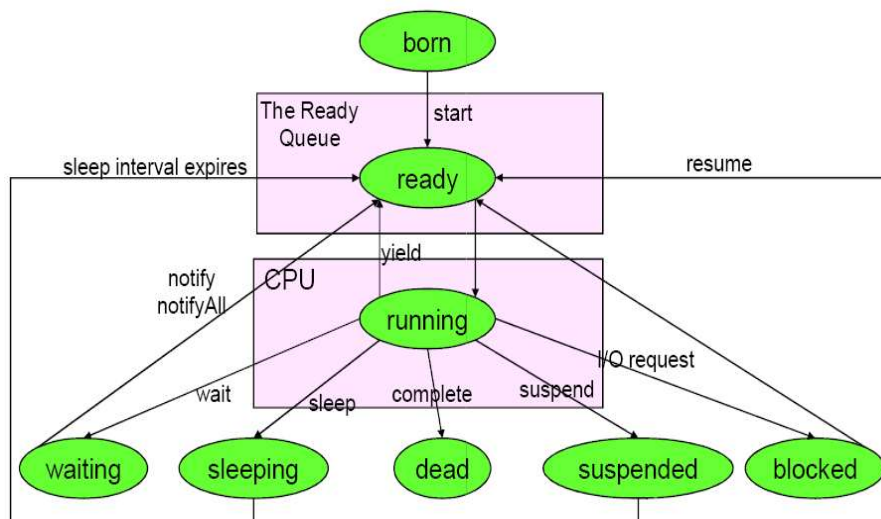 born
The Ready
Queue
start
sleep interval expires
ready
resume
yield
notify
notifyAll
CPU
running
I/O request
wait
sleep
complete
suspend
waiting
sleeping
dead
suspended
blocked